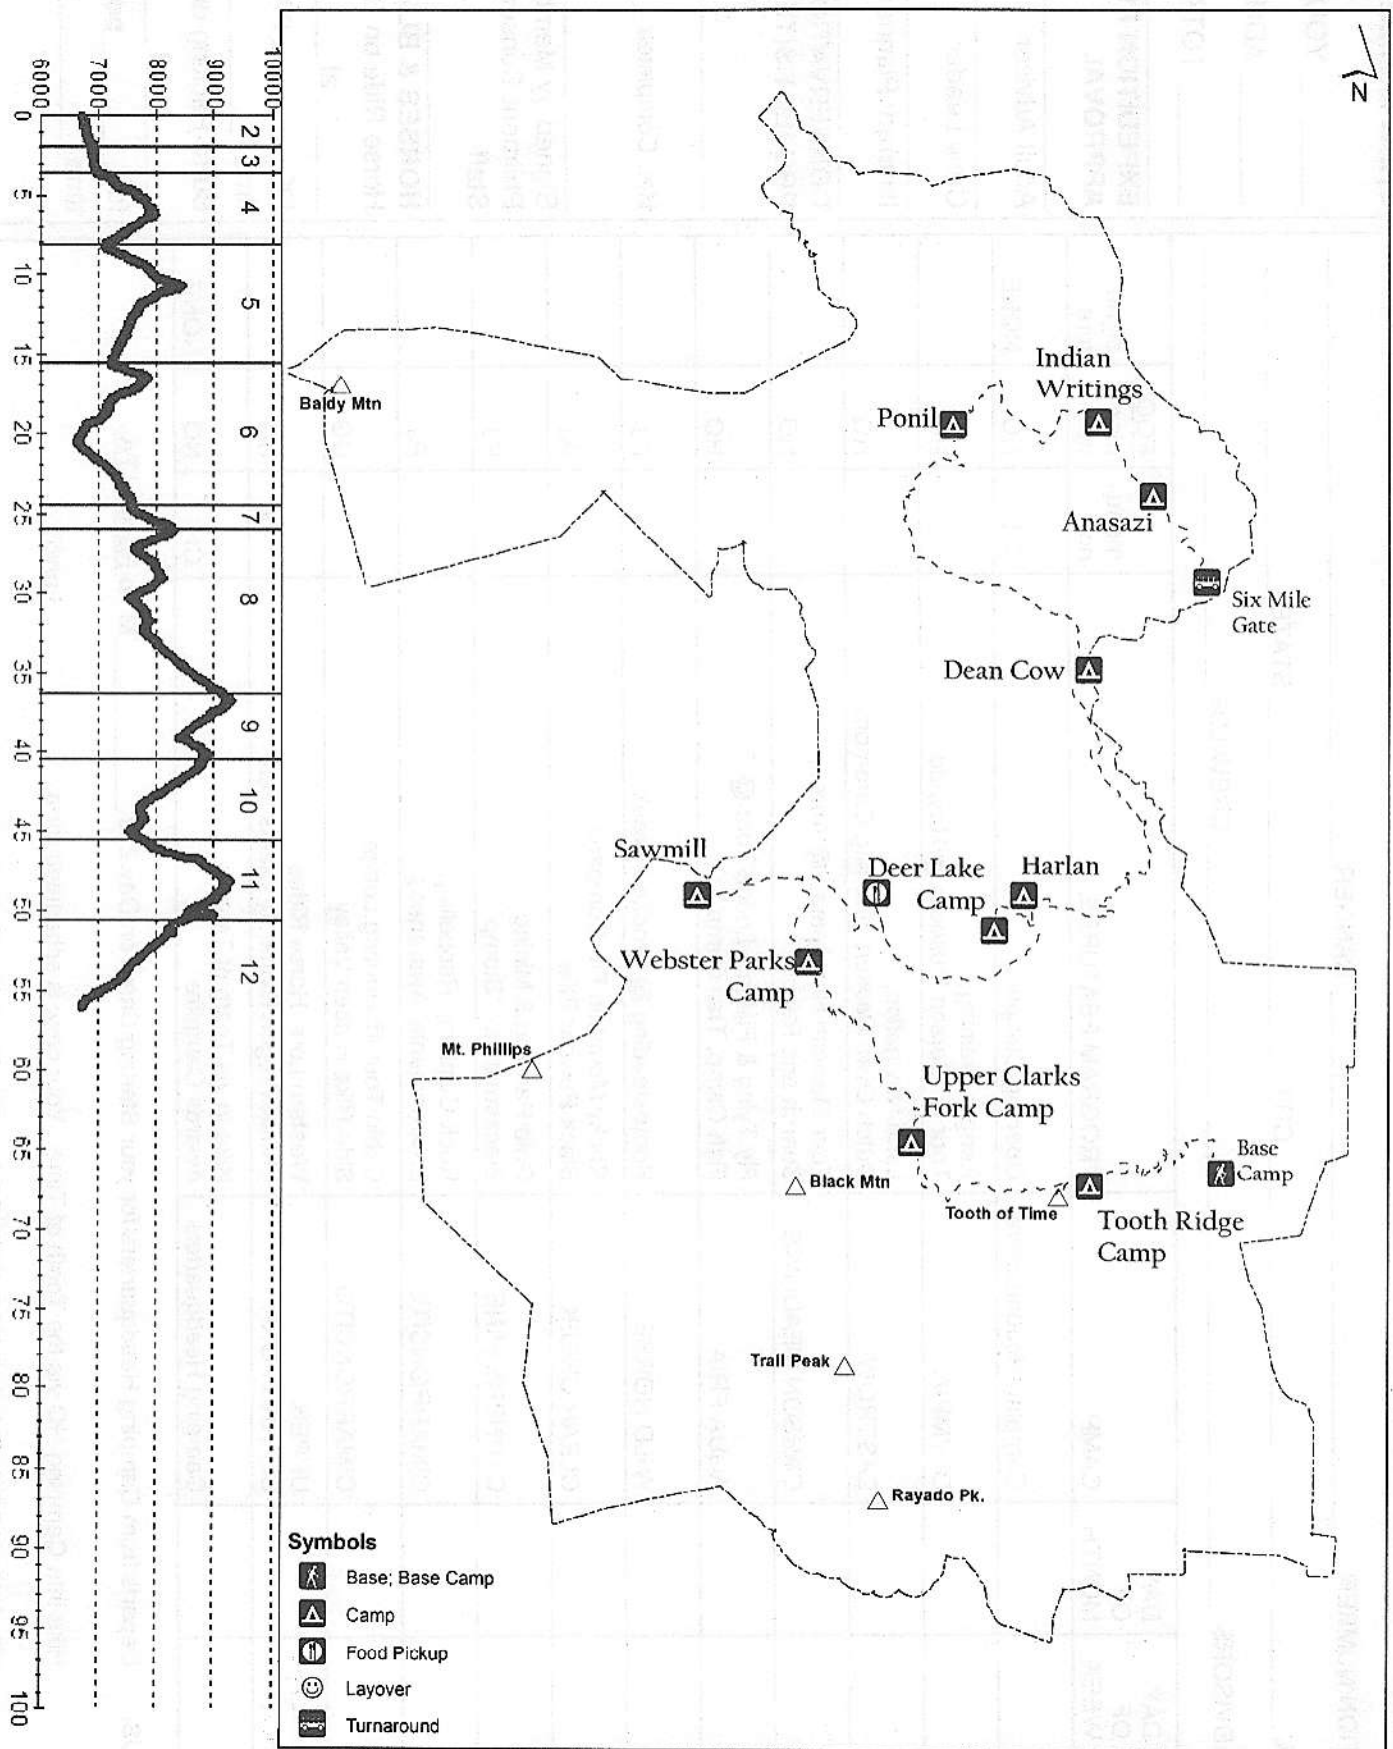 N
Indian
Writings
Ponil
Anasazi
Six Mile
Gate
Baldy Mtn
Dean Cow
Sawmill
Deer Lake
Camp
Harlan
Webster Parks
Camp
Mt. Phillips
Upper Clarks
Fork Camp
Base
Camp
Black Mtn
Tooth of Time
Tooth Ridge
Camp
Trail Peak
Rayado Pk.
Symbols
Base; Base Camp
Camp
Food Pickup
Layover
Turnaround
10000
9000
8000
7000
6000
2 3 4 5 6 7 8 9 10 11 12
0 5 10 15 20 25 30 35 40 45 50 55 60 65 70 75 80 85 90 95 100